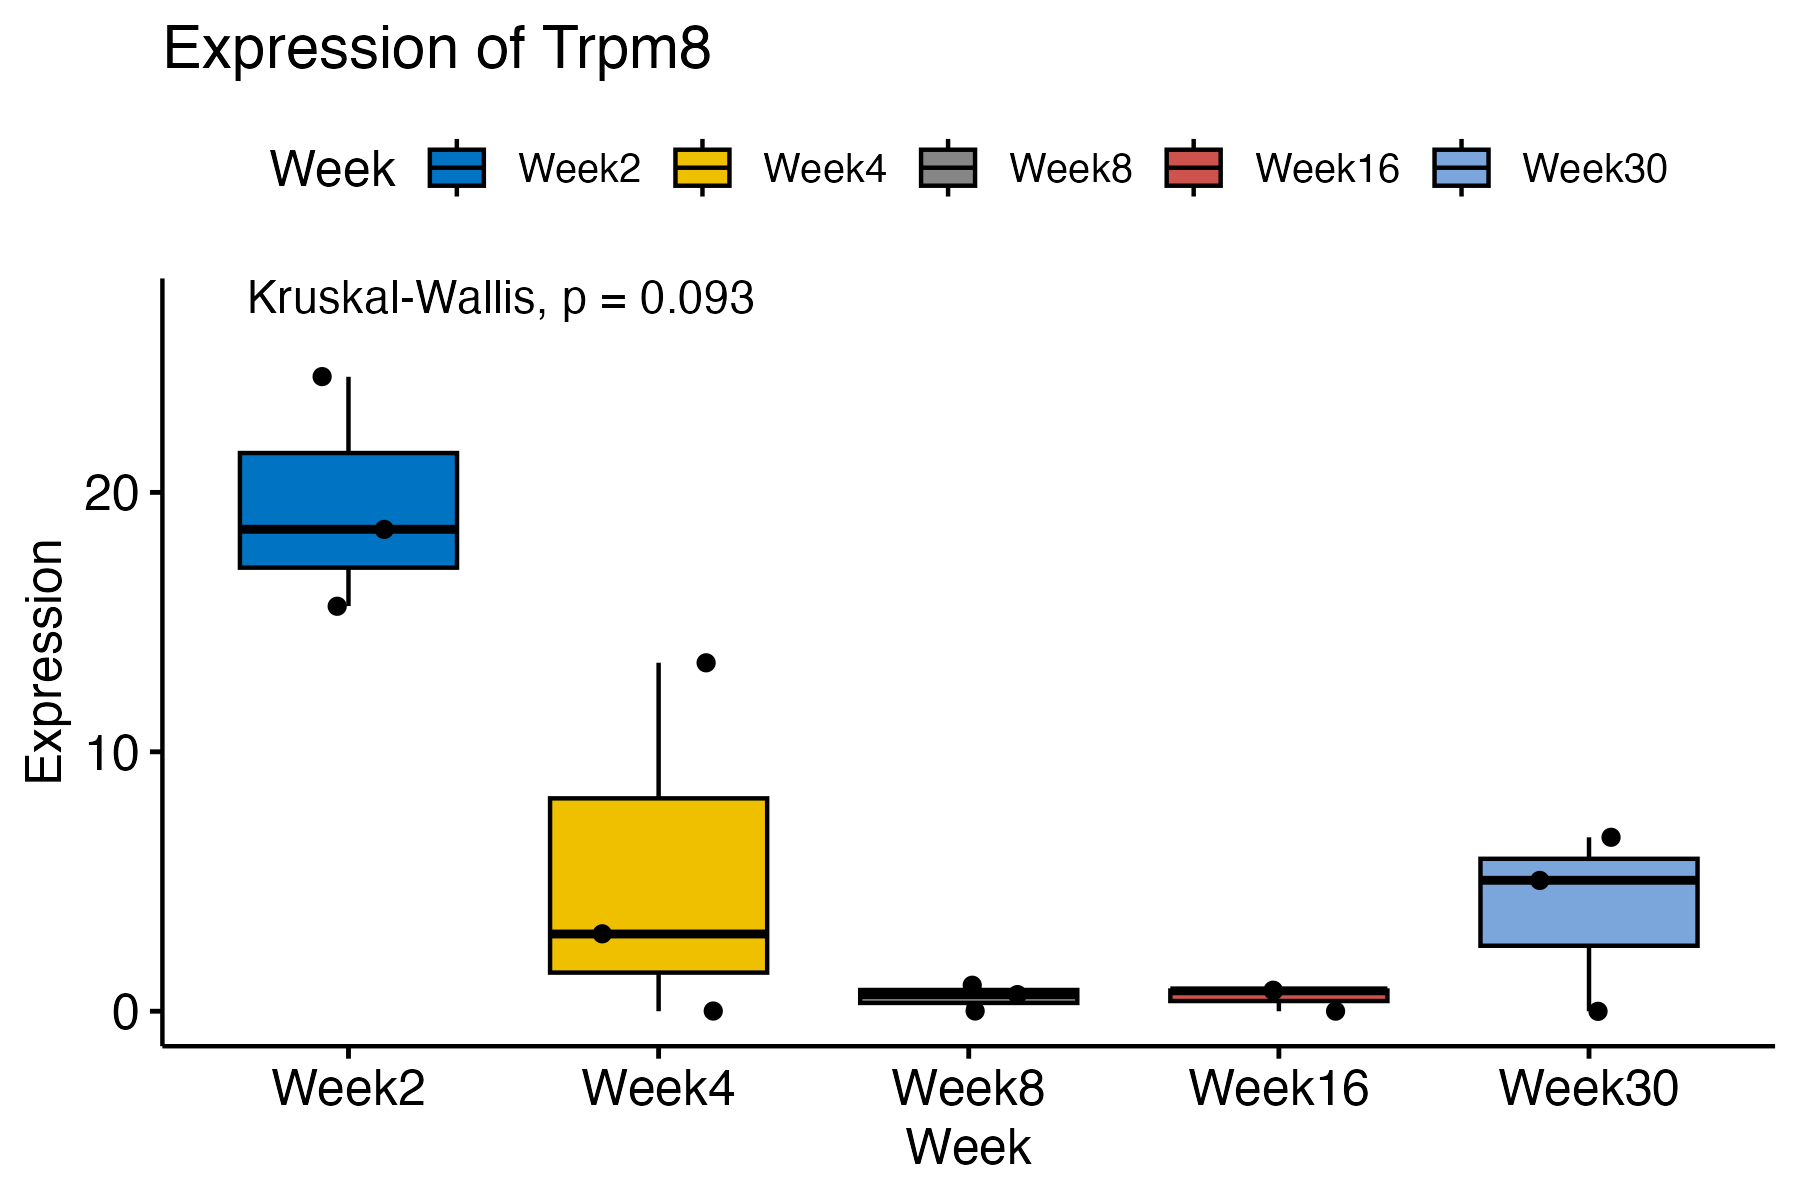 Expression of Trpm8
Week Week2 Week4 Week8 Week16 Week30
Kruskal-Wallis, p = 0.093
20
10
0
Expression
Week2 Week4 Week8 Week16 Week30
Week